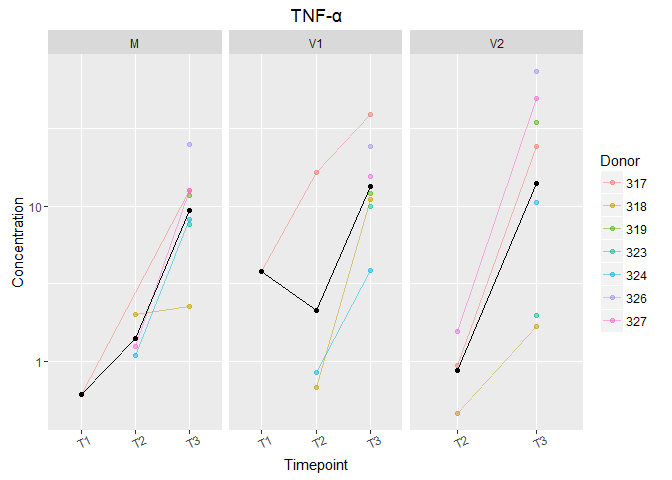 TNF-α
M V1 V2
Concentration
10
1
Donor
317
318
319
323
324
326
327
T1 T2 T3 T1 T2 T3 T2 T3
Timepoint